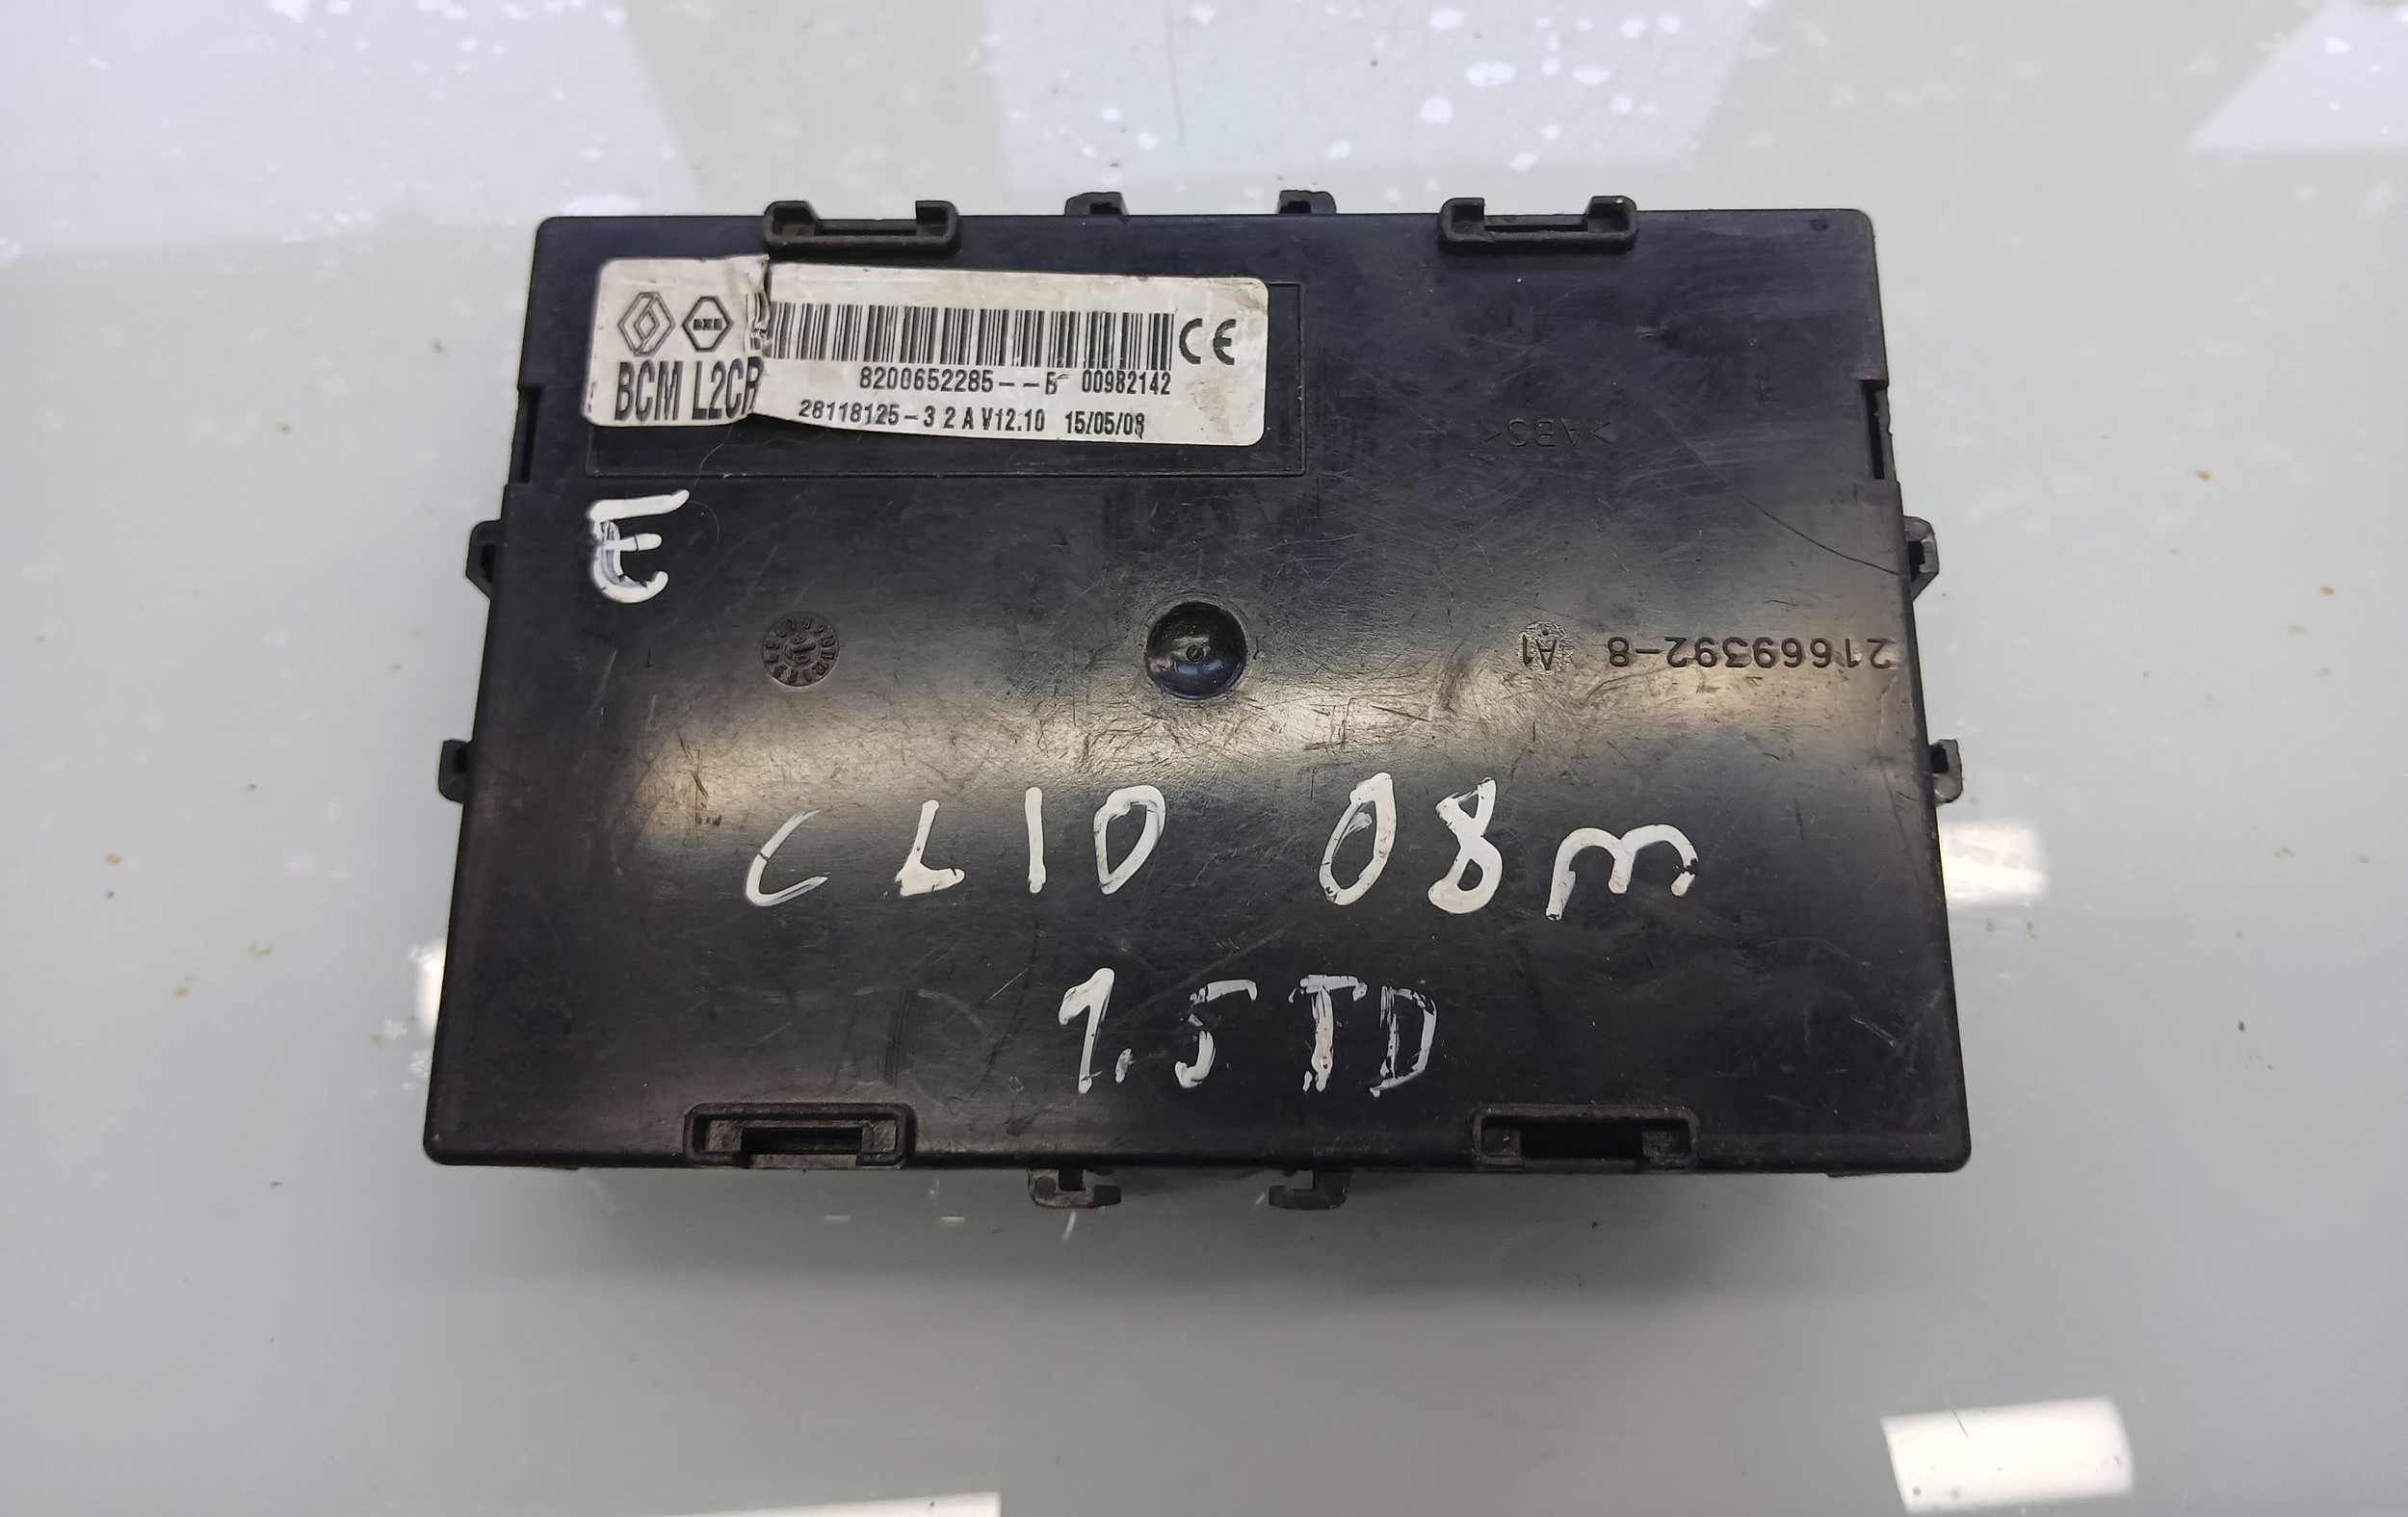 BCM L2CR
8200652285--B 00982142
28118125-3 2 A V12.10 15/05/08
CE
>ABS<
E
1
A1
21669392-8
CLIO 08m
1.5TD